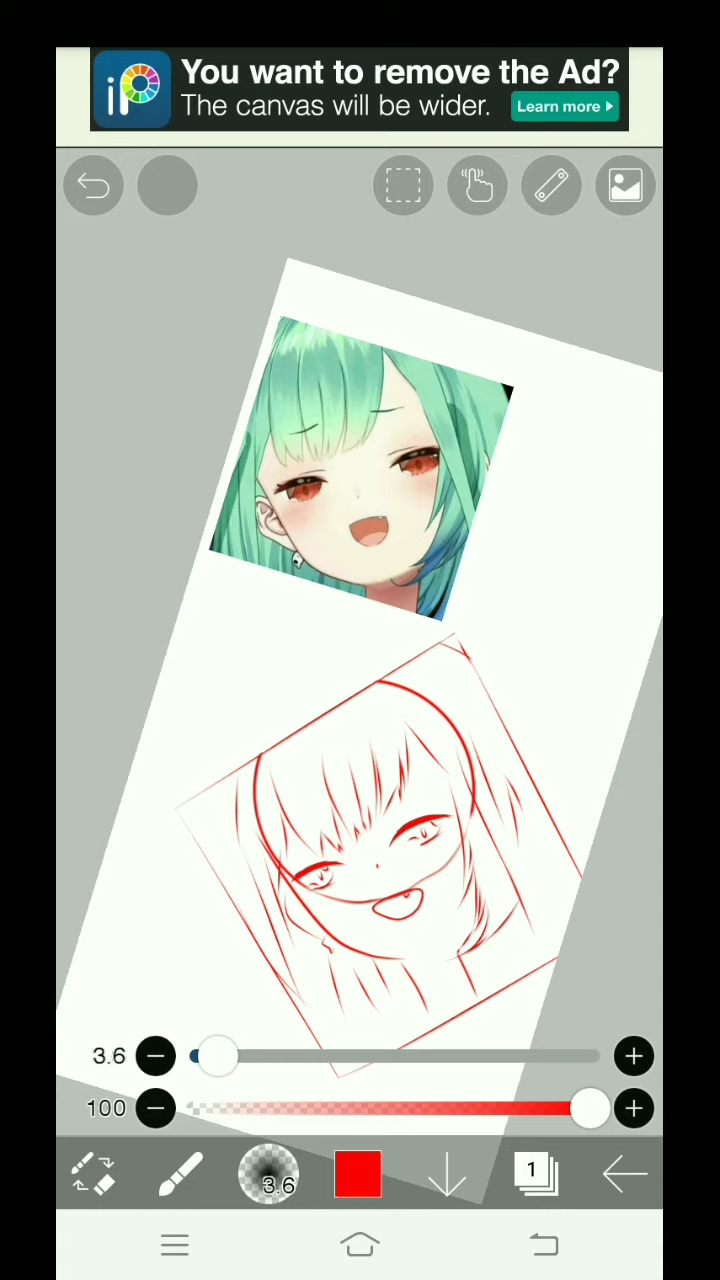 iP
You want to remove the Ad?
The canvas will be wider.
Learn more
3.6
100
3.6
1